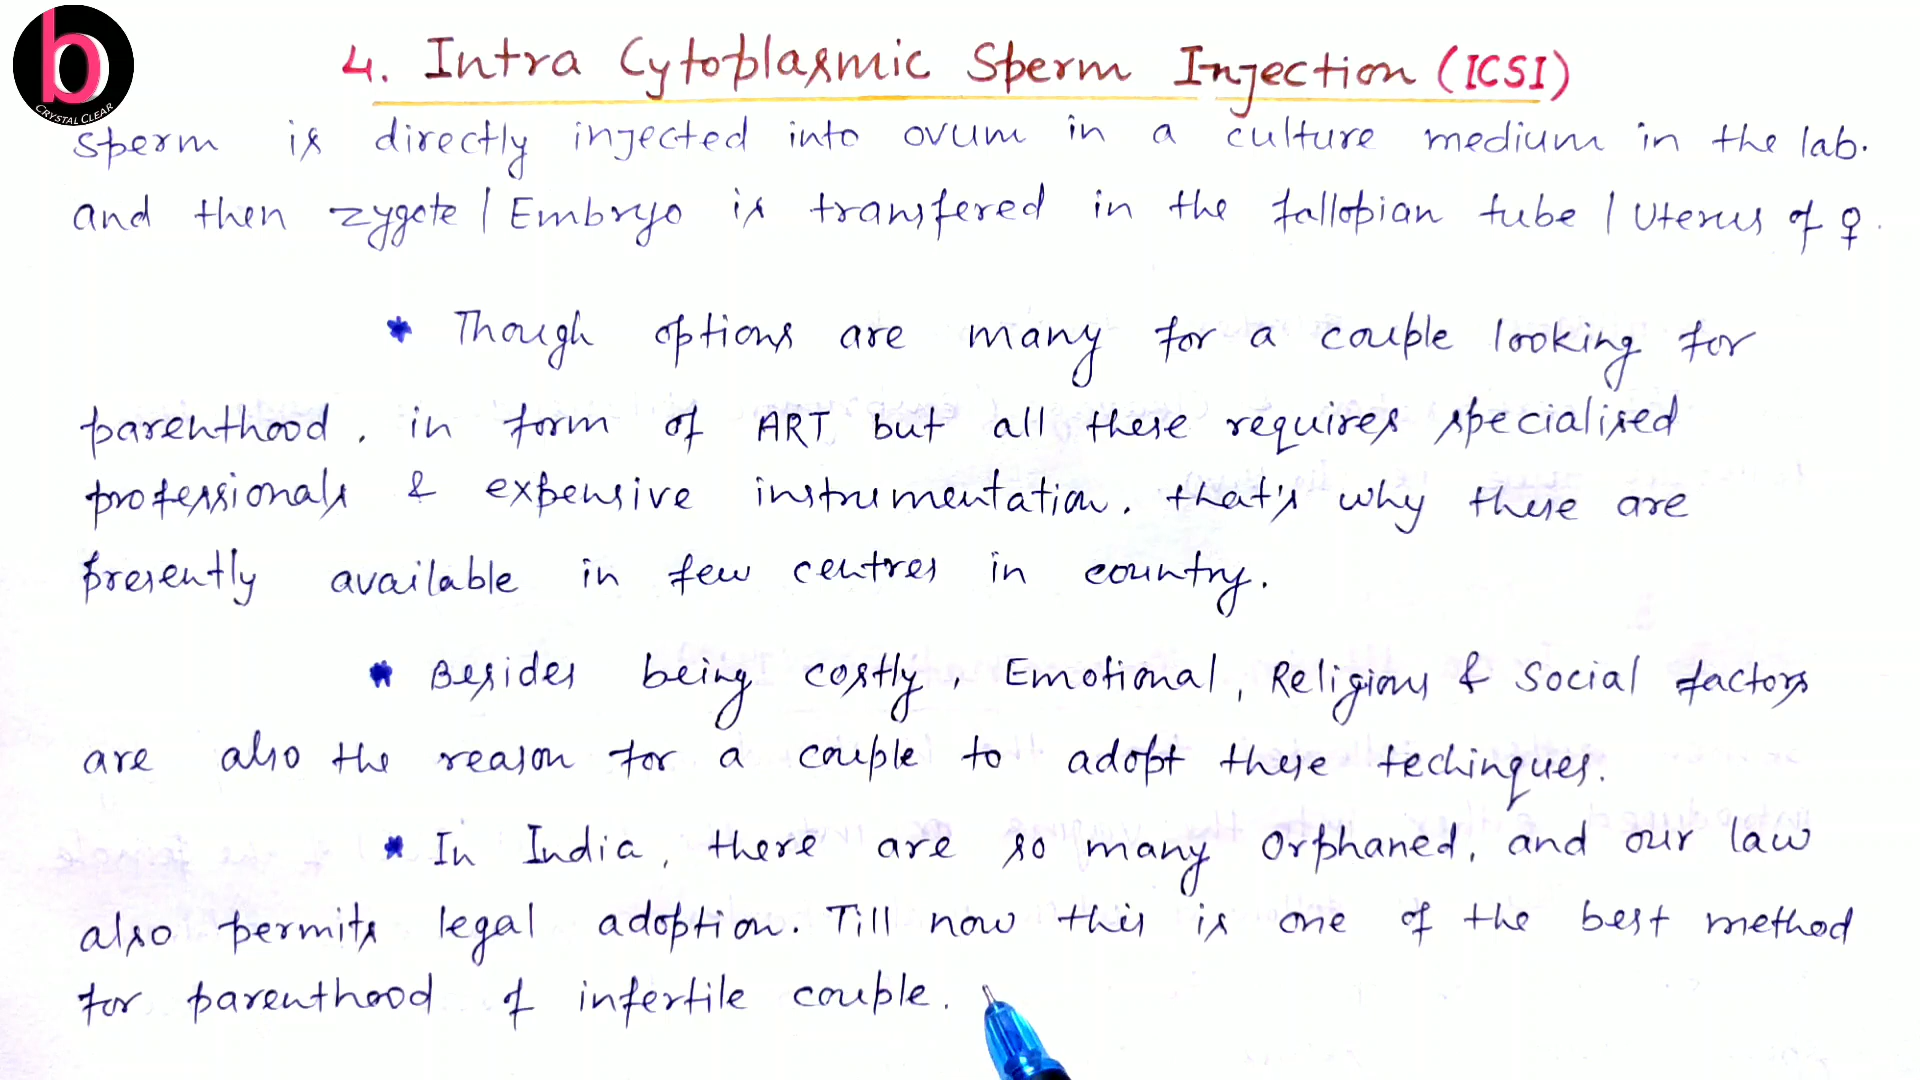 b
CRYSTAL CLEAR
4. Intra Cytoplasmic Sperm Injection (ICSI)
Sperm is directly injected into ovum in a culture medium in the lab.
and then zygote / Embryo is transfered in the fallopian tube / Uterus of ♀.
* Though options are many for a couple looking for
parenthood, in form of ART but all these requires specialised
professionals & expensive instrumentation. that's why these are
presently available in few centres in country.
* Besides being costly, Emotional, Religious & Social factors
are also the reason for a couple to adopt these techinques.
* In India, there are so many Orphaned, and our law
also permits legal adoption. Till now this is one of the best method
for parenthood of infertile couple.